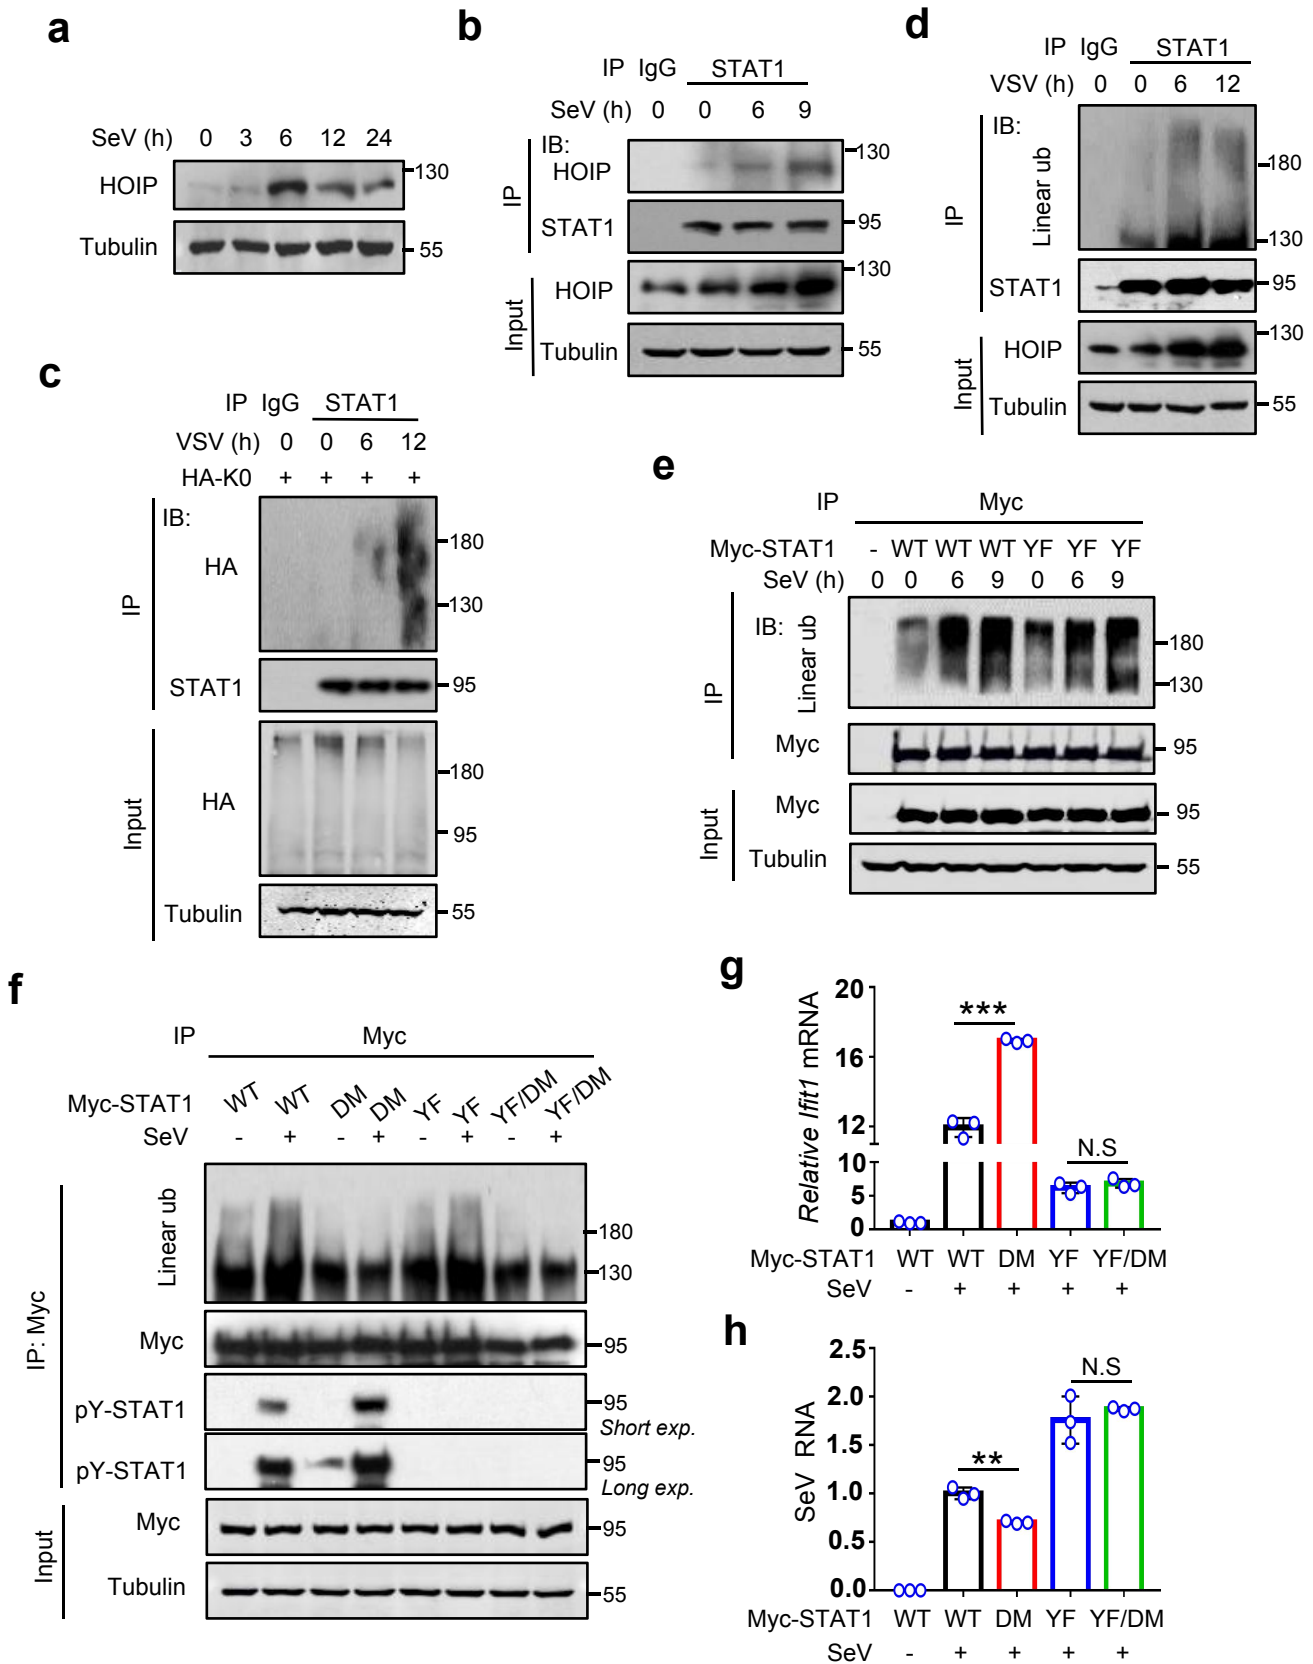 a
SeV (h) 0 3 6 12 24
HOIP 130
Tubulin 55
b
IP IgG STAT1
SeV (h) 0 0 6 9
IB:
IP
HOIP 130
STAT1 95
Input
HOIP 130
Tubulin 55
c
IP IgG STAT1
VSV (h) 0 0 6 12
HA-K0 + + + +
IB:
IP
HA 180
130
STAT1 95
Input
HA 180
95
Tubulin 55
d
IP IgG STAT1
VSV (h) 0 0 6 12
IB:
IP
Linear ub 180
130
STAT1 95
Input
HOIP 130
Tubulin 55
e
IP Myc
Myc-STAT1 - WT WT WT YF YF YF
SeV (h) 0 0 6 9 0 6 9
IB:
IP
Linear ub 180
130
Myc 95
Input
Myc 95
Tubulin 55
f
IP Myc
Myc-STAT1 WT WT DM DM YF YF YF/DM YF/DM
SeV - + - + - + - +
IP: Myc
Linear ub 180
130
Myc 95
pY-STAT1 95
Short exp.
pY-STAT1 95
Long exp.
Input
Myc 95
Tubulin 55
g
Relative Ifit1 mRNA
20
16
12
10
5
0
***
N.S
Myc-STAT1 WT WT DM YF YF/DM
SeV - + + + +
h
SeV RNA
2.5
2.0
1.5
1.0
0.5
0.0
**
N.S
Myc-STAT1 WT WT DM YF YF/DM
SeV - + + + +